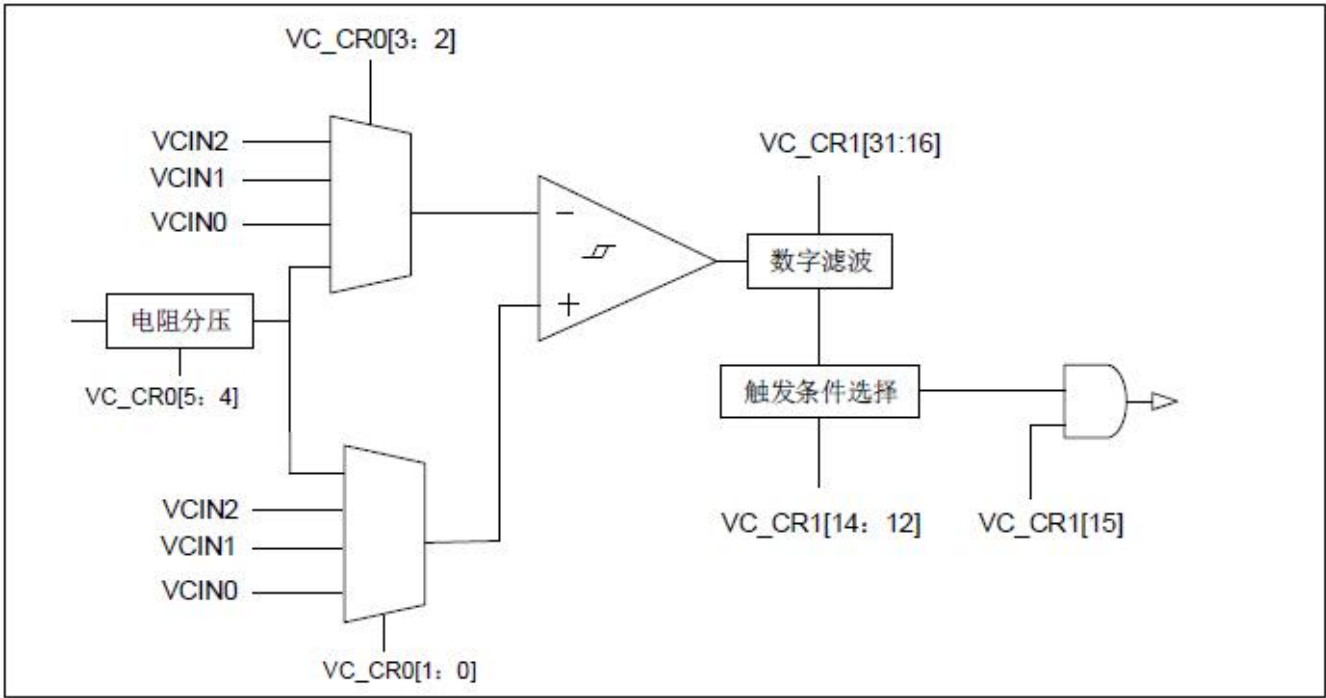 VC_CR0[3：2]
VCIN2
VCIN1
VCIN0
VC_CR1[31:16]
−
数字滤波
+
电阻分压
VC_CR0[5：4]
触发条件选择
VCIN2
VCIN1
VCIN0
VC_CR1[14：12]
VC_CR1[15]
VC_CR0[1：0]